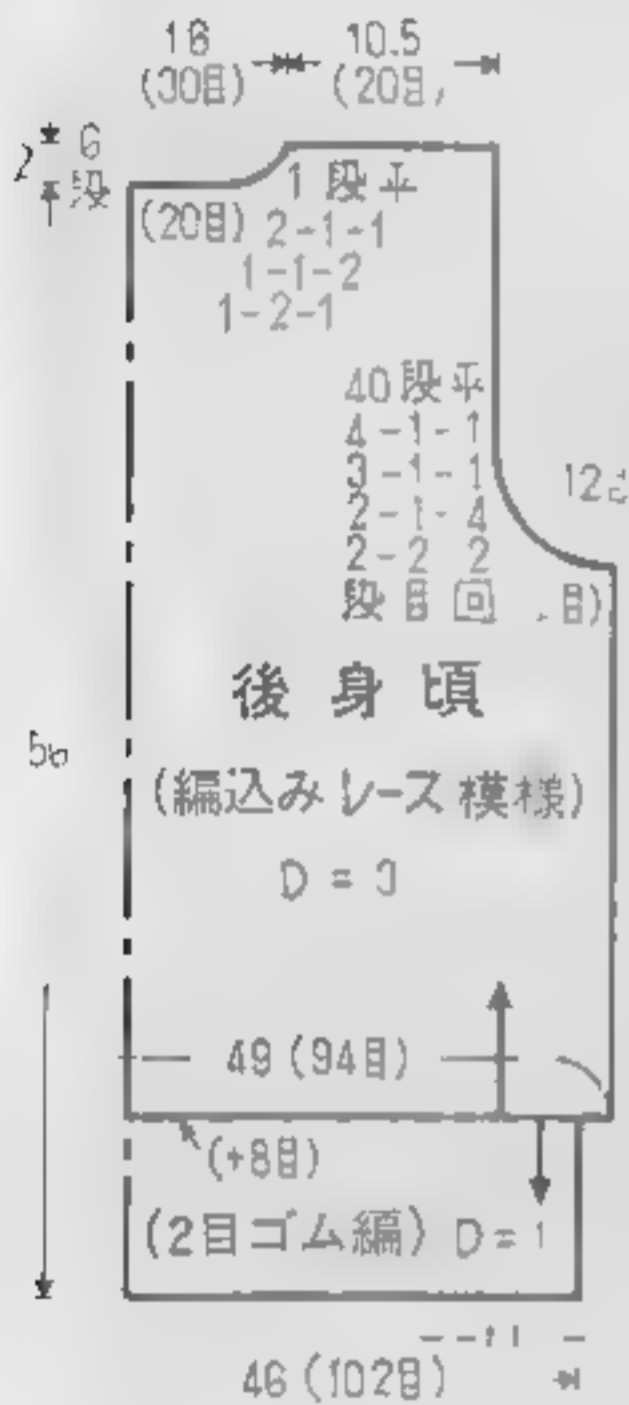 16
(30目)
10.5
(20目)
2
6
段
(20目)
1 段平
2-1-1
1-1-2
1-2-1
40段平
4-1-1
3-1-1
2-1-4
2-2 2
段目回
目)
後身頃
(編込みレース模様)
D = 3
49 (94目)
(+8目)
(2目ゴム編) D = 1
46 (102目)